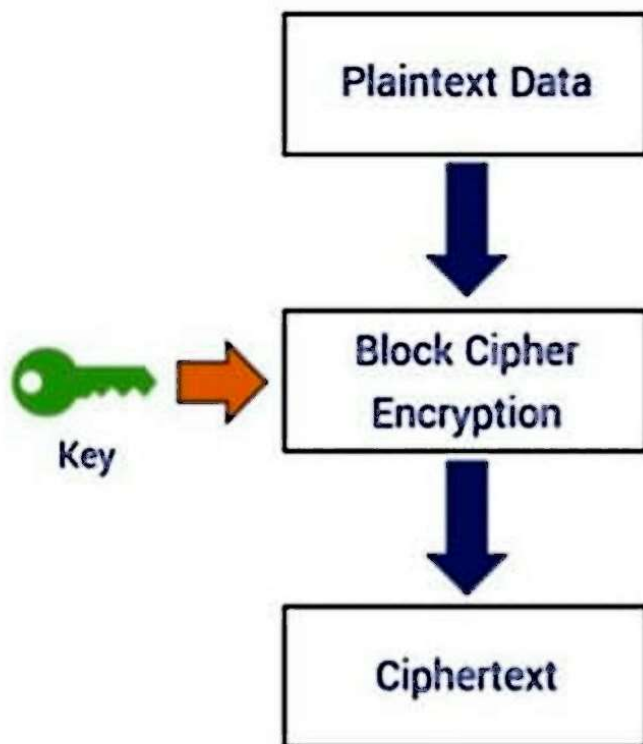 Plaintext Data
Block Cipher
Encryption
Key
Ciphertext